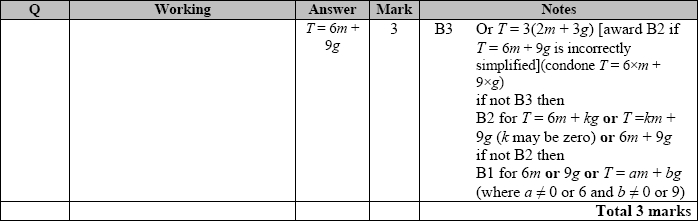 Q Working Answer Mark Notes
T = 6m + 3 B3 Or T = 3(2m + 3g) [award B2 if
9g T = 6m + 9g is incorrectly
simplified](condone T = 6×m +
9×g)
if not B3 then
B2 for T = 6m + kg or T =km +
9g (k may be zero) or 6m + 9g
if not B2 then
B1 for 6m or 9g or T = am + bg
(where a ≠ 0 or 6 and b ≠ 0 or 9)
Total 3 marks